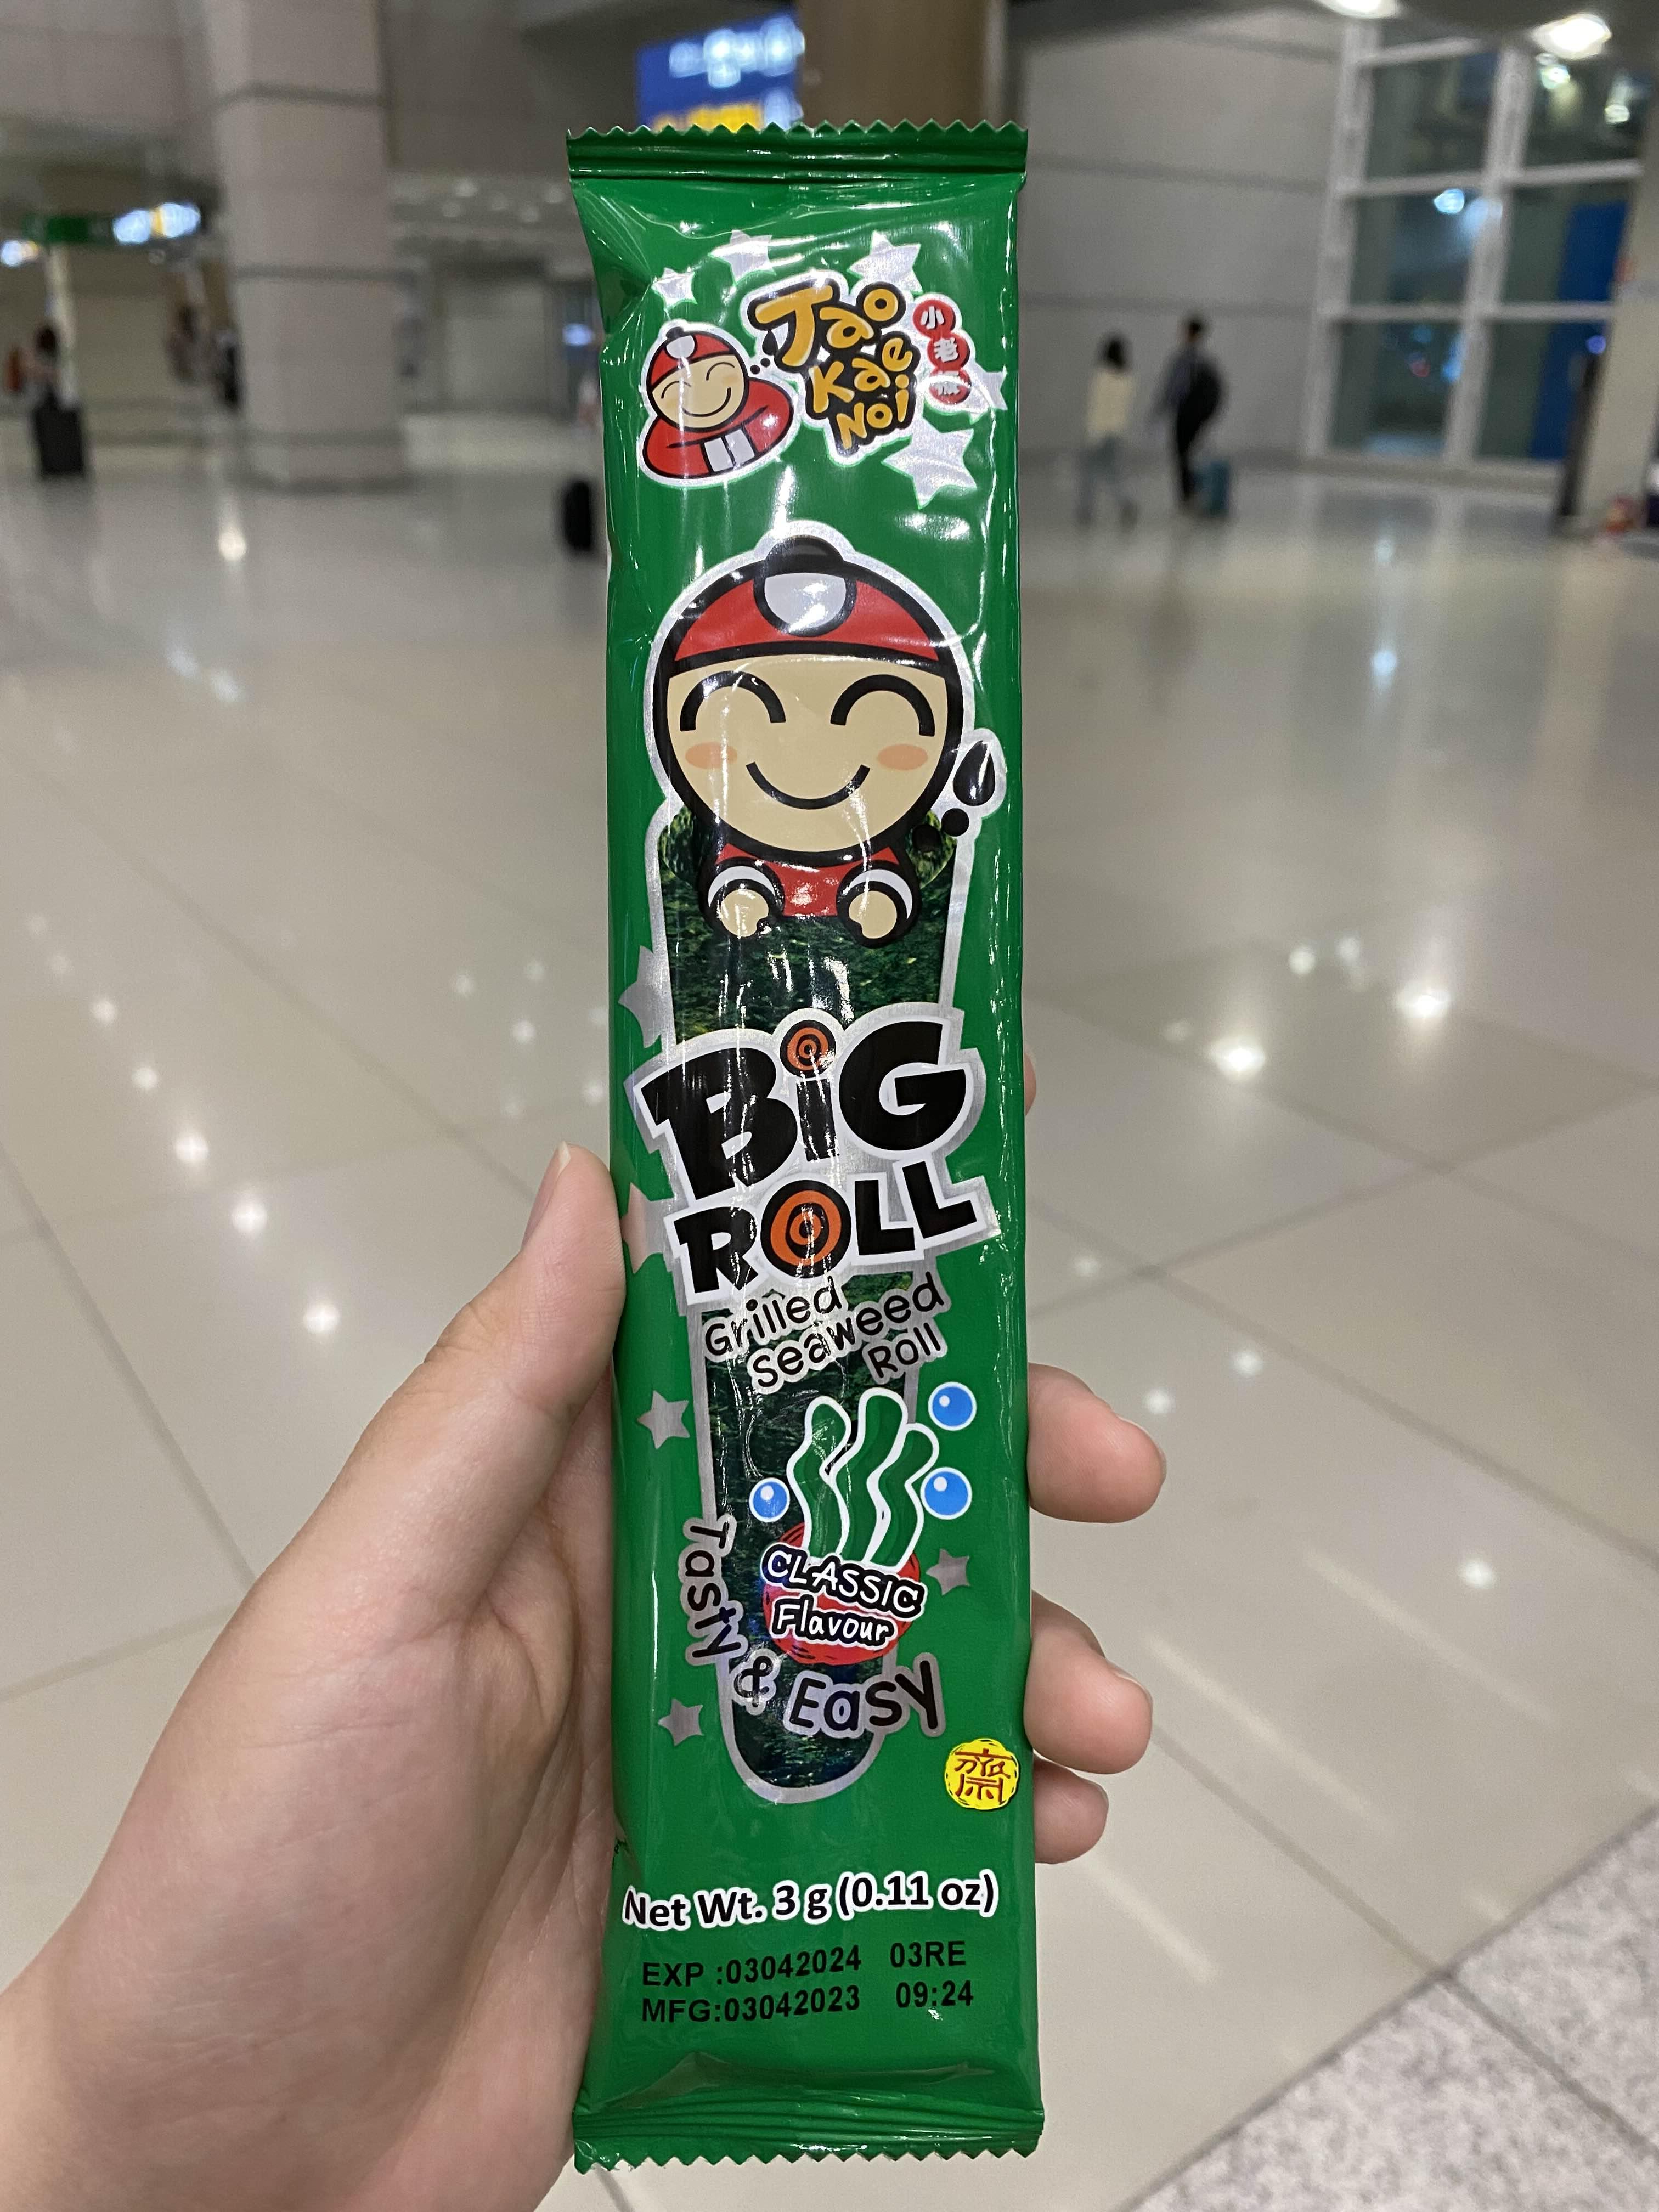 Tao
Kae
Noi
小
老
BiG
ROLL
Grilled
Seaweed
Roll
CLASSIC
Flavour
Tasty & Easy
齋
Net Wt. 3 g (0.11 oz)
EXP :03042024 03RE
MFG:03042023 09:24